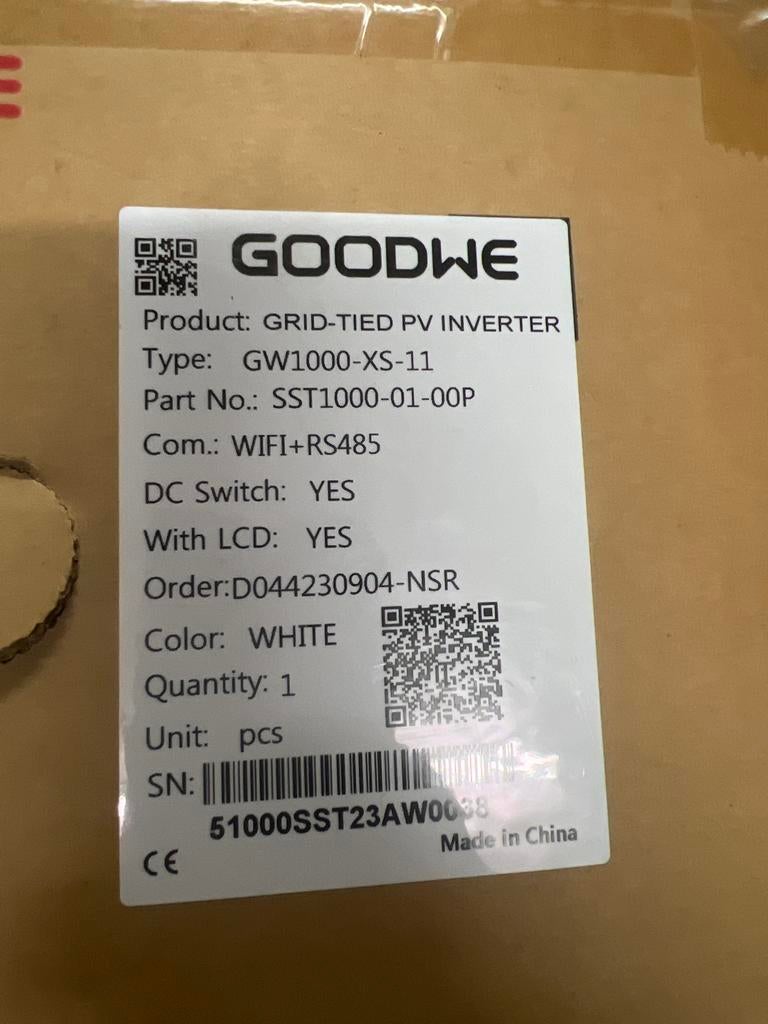 GOODWE
Product: GRID-TIED PV INVERTER
Type: GW1000-XS-11
Part No.: SST1000-01-00P
Com.: WIFI+RS485
DC Switch: YES
With LCD: YES
Order:D044230904-NSR
Color: WHITE
Quantity: 1
Unit: pcs
SN:
Made in China
CE